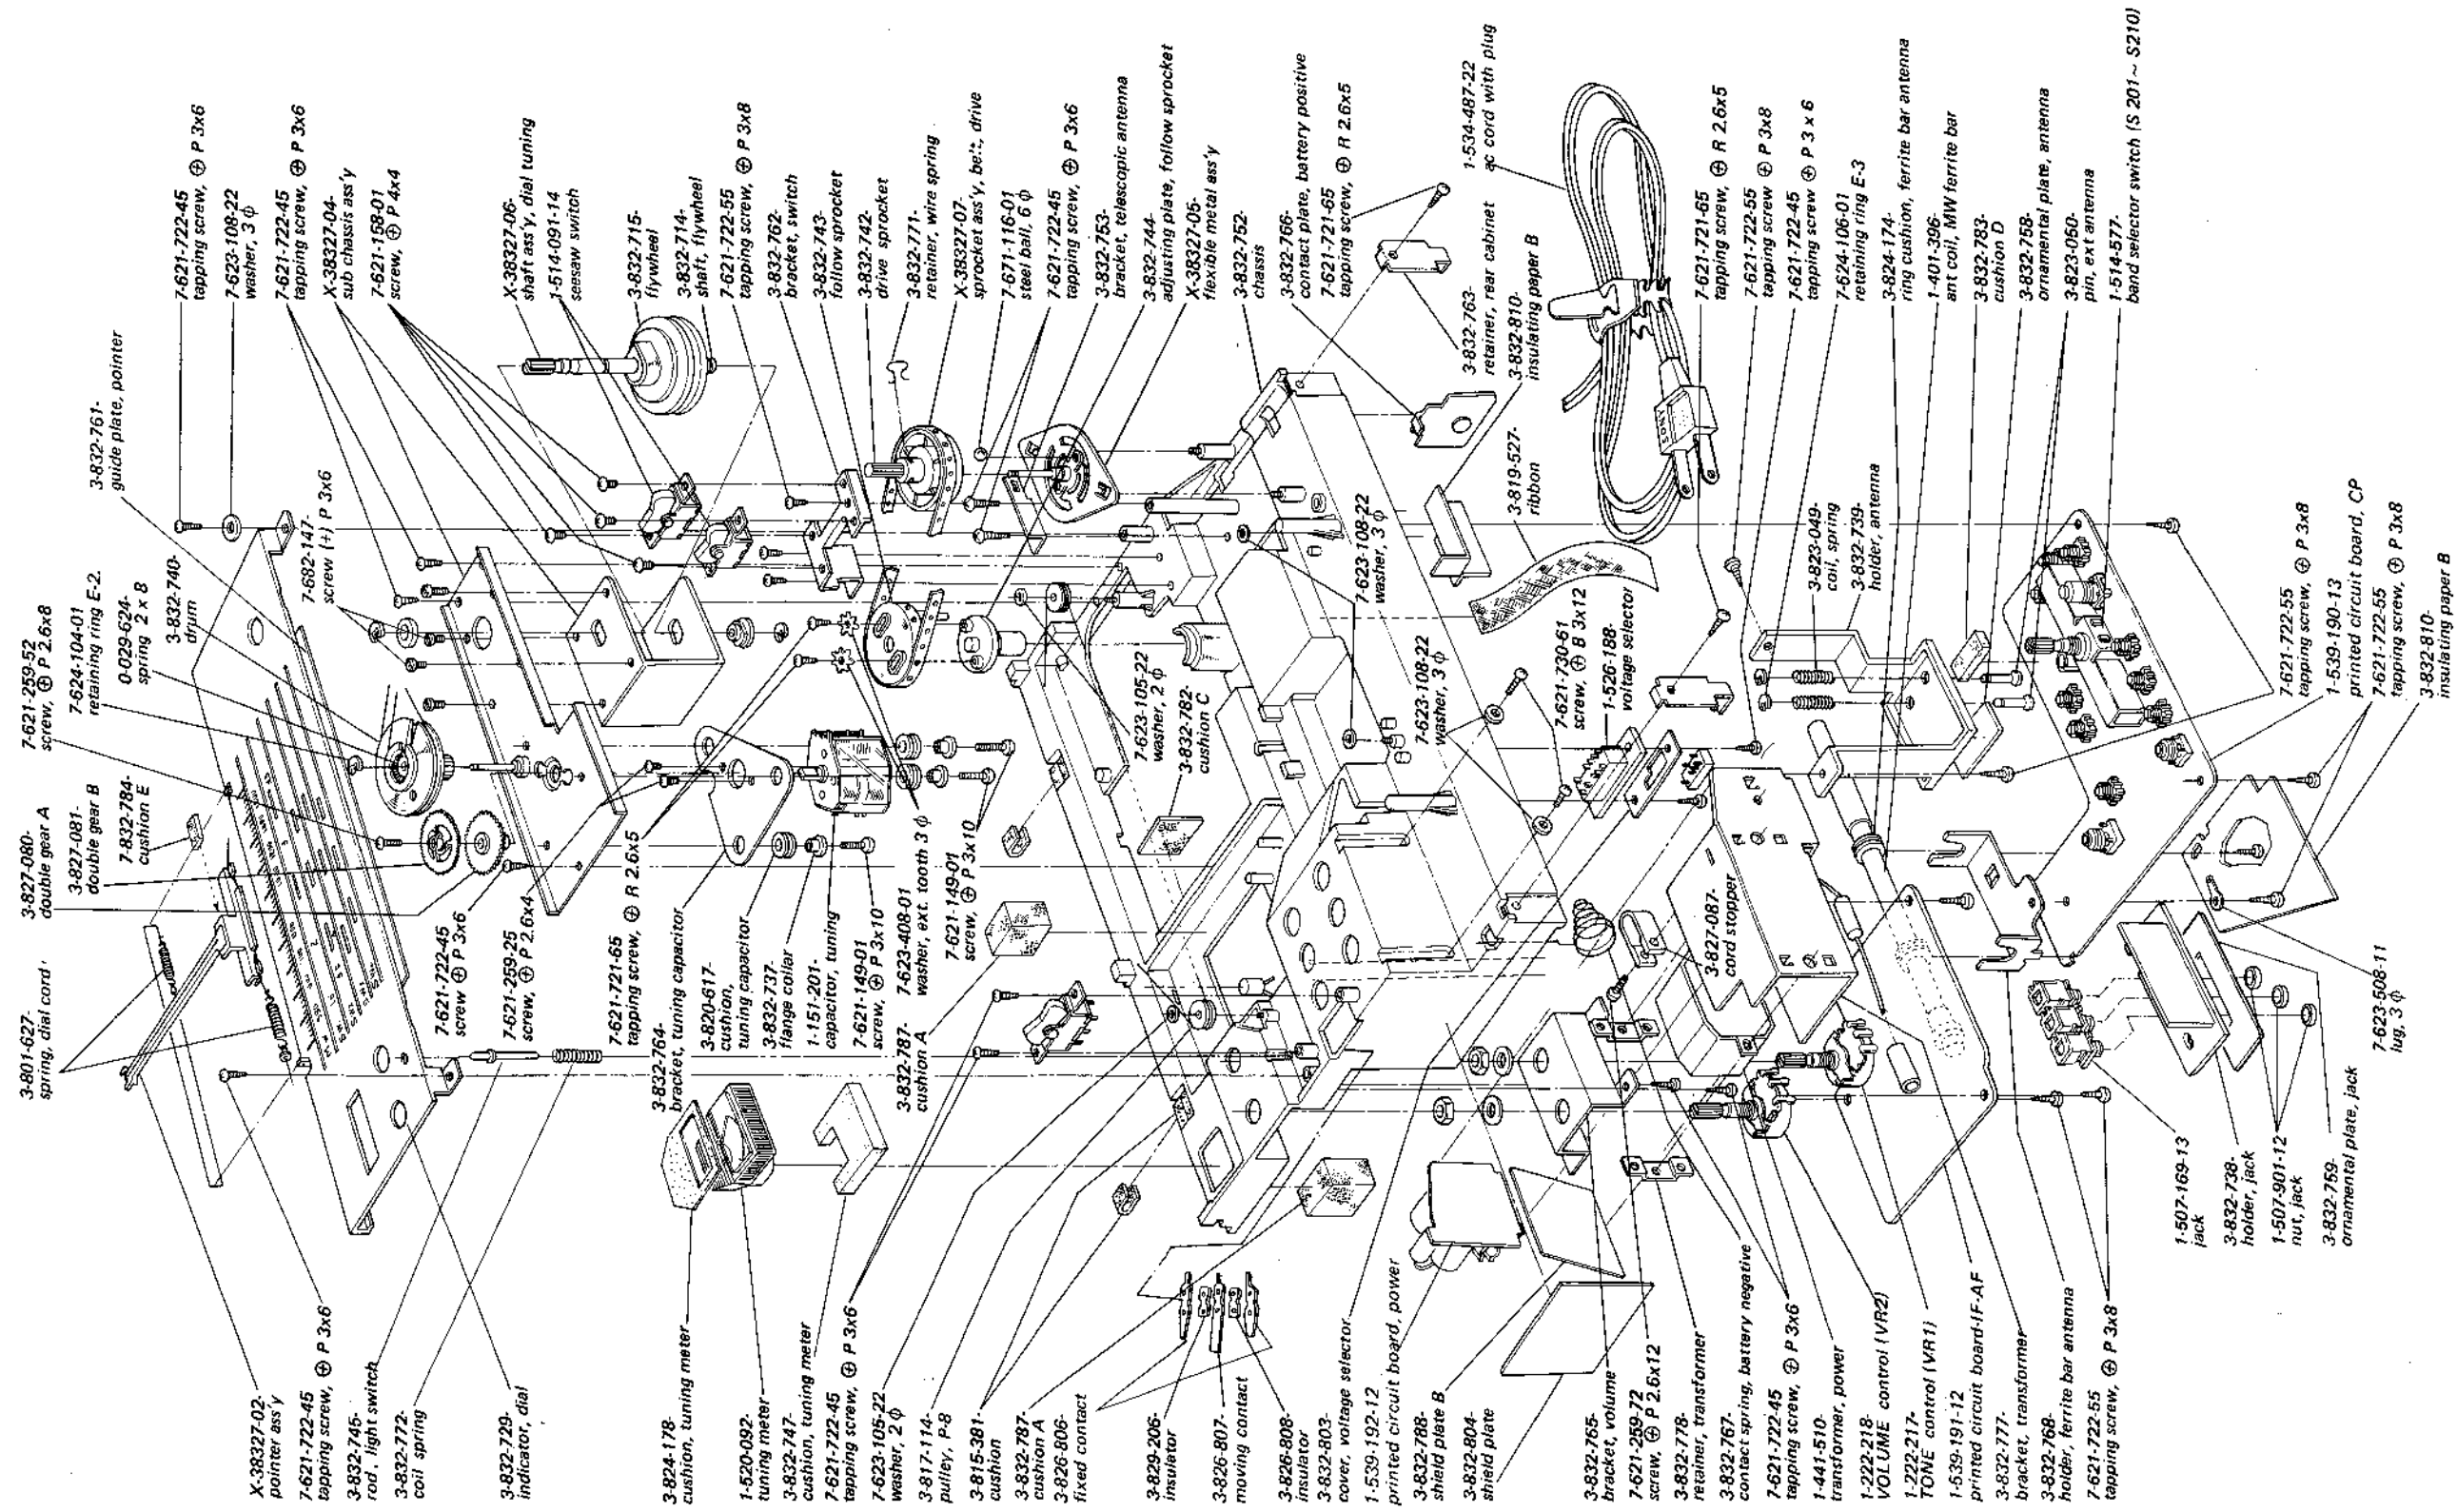 7-621-722-45
tapping screw, ⊕ P 3x6
7-623-108-22
washer, 3 φ
7-621-722-45
tapping screw, ⊕ P 3x6
X-38327-04-
sub chassis ass'y
7-621-158-01
screw, ⊕ P 4x4
X-38327-06-
shaft ass'y, dial tuning
1-514-091-14
seesaw switch
3-832-715-
flywheel
3-832-714-
shaft, flywheel
7-621-722-55
tapping screw, ⊕ P 3x8
3-832-762-
bracket, switch
3-832-743-
follow sprocket
3-832-742-
drive sprocket
3-832-771-
retainer, wire spring
X-38327-07-
sprocket ass'y, belt, drive
7-671-116-01
steel ball, 6 φ
7-621-722-45
tapping screw, ⊕ P 3x6
3-832-753-
bracket, telescopic antenna
3-832-744-
adjusting plate, follow sprocket
X-38327-05-
flexible metal ass'y
3-832-752-
chassis
3-832-766-
contact plate, battery positive
7-621-721-65
tapping screw, ⊕ R 2.6x5
1-534-487-22
ac cord with plug
3-832-763-
retainer, rear cabinet
3-832-810-
insulating paper B
3-819-527-
ribbon
SONY
7-621-721-65
tapping screw, ⊕ R 2.6x5
7-621-722-55
tapping screw ⊕ P 3x8
7-621-722-45
tapping screw ⊕ P 3 x 6
7-624-106-01
retaining ring E-3
3-824-174-
ring cushion, ferrite bar antenna
1-401-396-
ant coil, MW ferrite bar
3-832-783-
cushion D
3-832-758-
ornamental plate, antenna
3-823-050-
pin, ext antenna
1-514-577-
band selector switch (S 201~ S210)
3-832-761-
guide plate, pointer
7-682-147-
screw (+) P 3x6
3-832-740-
drum
0-029-624-
spring 2 x 8
7-624-104-01
retaining ring E-2.
7-621-259-52
screw, ⊕ P 2.6x8
7-832-784-
cushion E
3-827-081-
double gear B
3-827-080-
double gear A
3-801-627-
spring, dial cord
7-621-722-45
screw ⊕ P 3x6
7-621-259-25
screw, ⊕ P 2.6x4
7-621-721-65
tapping screw, ⊕ R 2.6x5
3-832-764-
bracket, tuning capacitor
3-820-617-
cushion,
tuning capacitor
3-832-737-
flange collar
1-151-201-
capacitor, tuning
7-621-149-01
screw, ⊕ P 3x10
7-623-408-01
washer, ext. tooth 3 φ
7-621-149-01
screw, ⊕ P 3x10
3-832-787-
cushion A
7-623-105-22
washer, 2 φ
3-832-782-
cushion C
7-623-108-22
washer, 3 φ
7-623-108-22
washer, 3 φ
7-621-730-61
screw, ⊕ B 3x12
1-526-188-
voltage selector
3-823-049-
coil, spring
3-832-739-
holder, antenna
3-827-087-
cord stopper
7-621-722-55
tapping screw, ⊕ P 3x8
1-539-190-13
printed circuit board, CP
7-621-722-55
tapping screw, ⊕ P 3x8
3-832-810-
insulating paper B
7-623-508-11
lug, 3 φ
1-507-169-13
jack
3-832-738-
holder, jack
1-507-901-12
nut, jack
3-832-759-
ornamental plate, jack
X-38327-02-
pointer ass'y
7-621-722-45
tapping screw, ⊕ P 3x6
3-832-745-
rod, light switch
3-832-772-
coil spring
3-832-729-
indicator, dial
3-824-178-
cushion, tuning meter
1-520-092-
tuning meter
3-832-747-
cushion, tuning meter
7-621-722-45
tapping screw, ⊕ P 3x6
7-623-105-22
washer, 2 φ
3-817-114-
pulley, P-8
3-815-381-
cushion
3-832-787-
cushion A
3-826-806-
fixed contact
3-829-206-
insulator
3-826-807-
moving contact
3-826-808-
insulator
3-832-803-
cover, voltage selector
1-539-192-12
printed circuit board, power
3-832-788-
shield plate B
3-832-804-
shield plate
3-832-765-
bracket, volume
7-621-259-72
screw, ⊕ P 2.6x12
3-832-778-
retainer, transformer
3-832-767-
contact spring, battery negative
7-621-722-45
tapping screw, ⊕ P 3x6
1-441-510-
transformer, power
1-222-218-
VOLUME control (VR2)
1-222-217-
TONE control (VR1)
1-539-191-12
printed circuit board-IF-AF
3-832-777-
bracket, transformer
3-832-768-
holder, ferrite bar antenna
7-621-722-55
tapping screw, ⊕ P 3x8